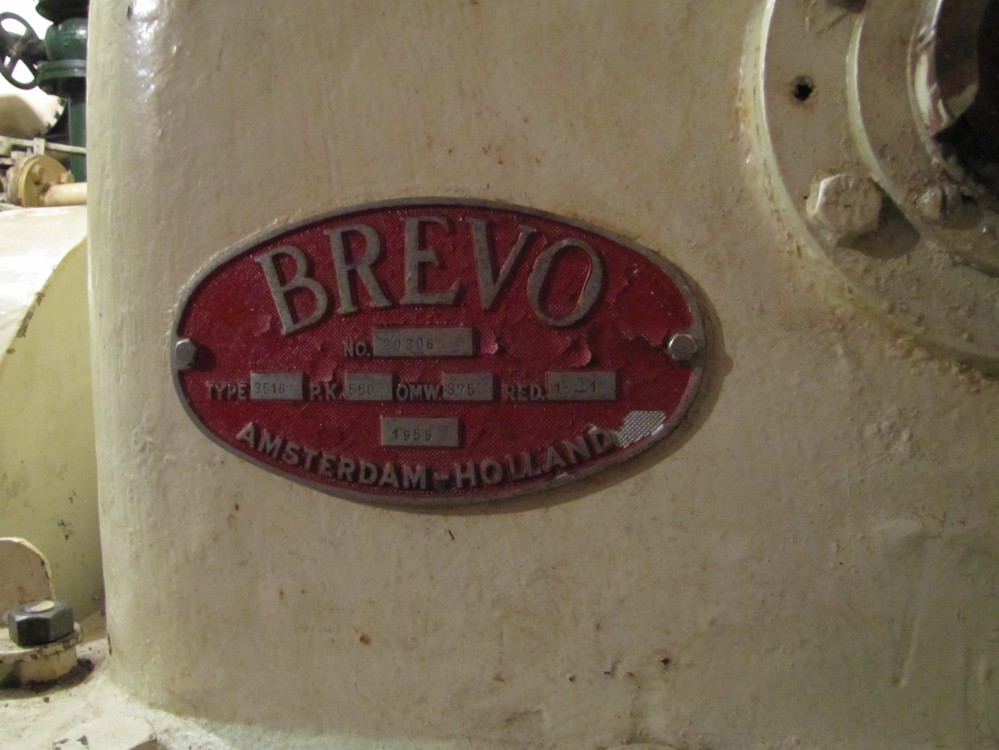 BREVO
NO. 20306
TYPE 3516 P.K. 550 OMW. 375 RED.
1959
AMSTERDAM-HOLLAND